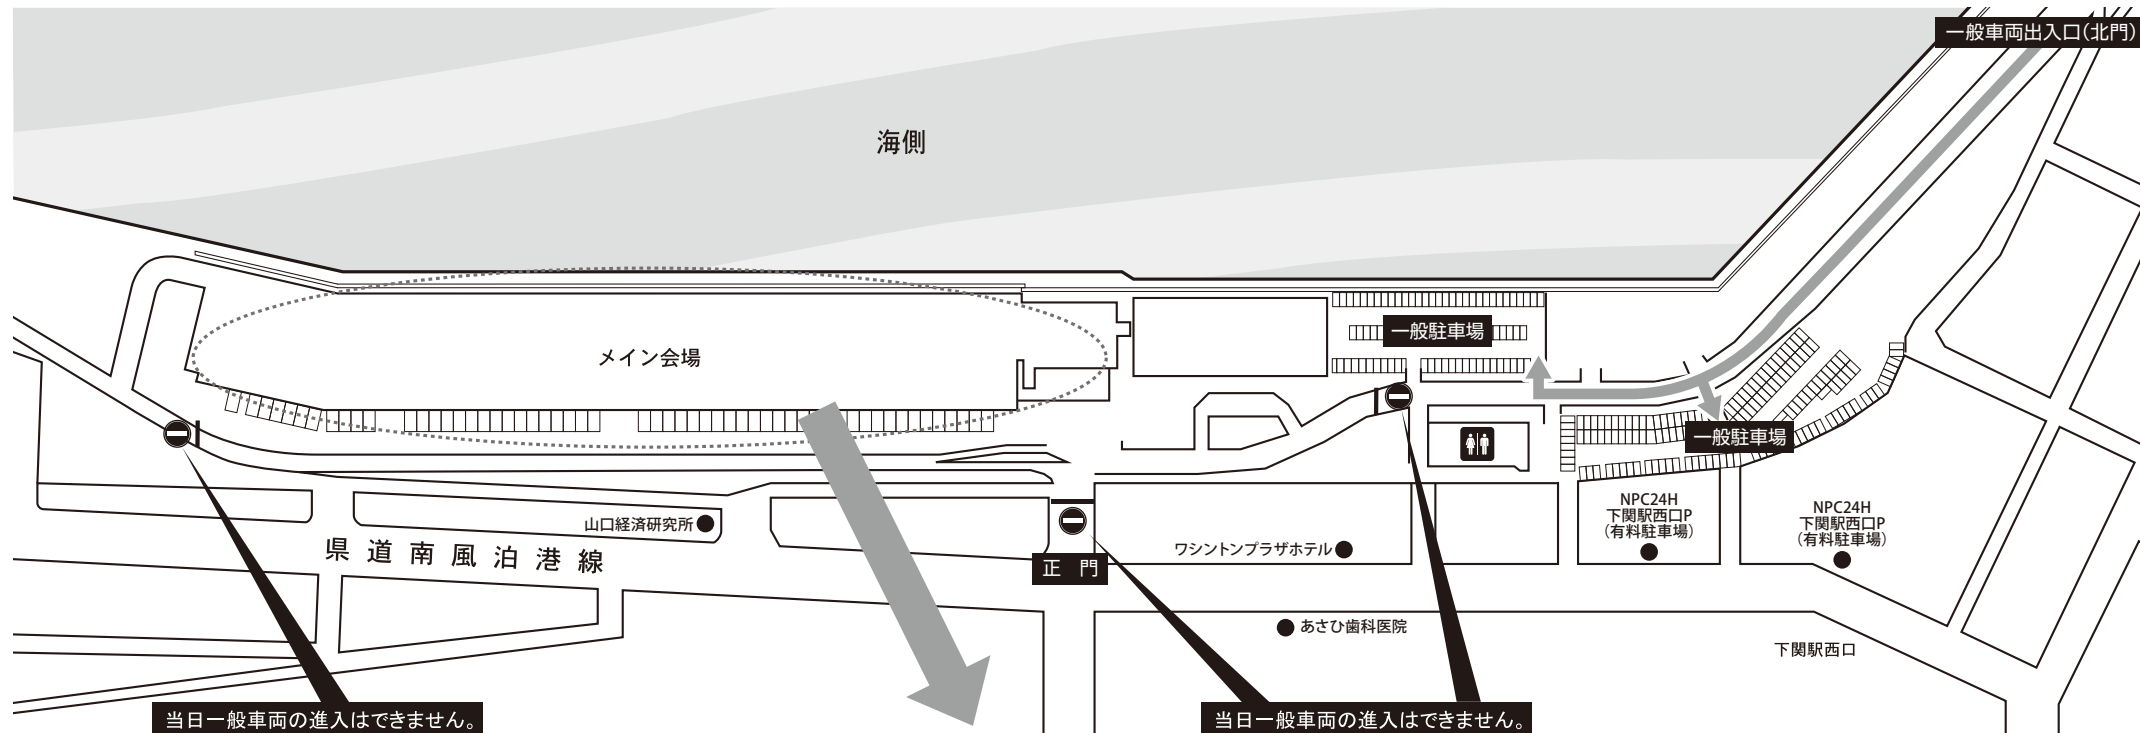 一般車両出入口(北門)
海側
一般駐車場
メイン会場
一般駐車場
NPC24H
下関駅西口P
(有料駐車場)
NPC24H
下関駅西口P
(有料駐車場)
山口経済研究所
県道南風泊港線
ワシントンプラザホテル
正 門
あさひ歯科医院
下関駅西口
当日一般車両の進入はできません。
当日一般車両の進入はできません。